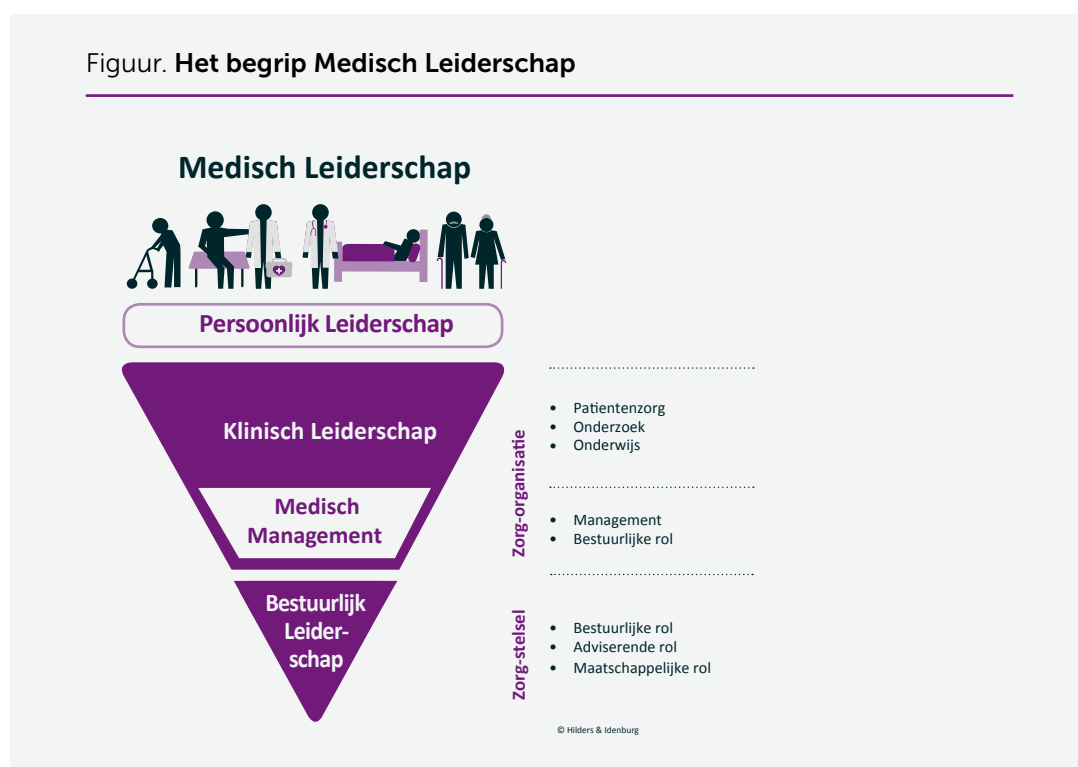 Figuur. Het begrip Medisch Leiderschap
Medisch Leiderschap
Persoonlijk Leiderschap
Klinisch Leiderschap
Medisch
Management
Bestuurlijk
Leider-
schap
Zorg-organisatie
• Patientenzorg
• Onderzoek
• Onderwijs
• Management
• Bestuurlijke rol
Zorg-stelsel
• Bestuurlijke rol
• Adviserende rol
• Maatschappelijke rol
© Hilders & Idenburg